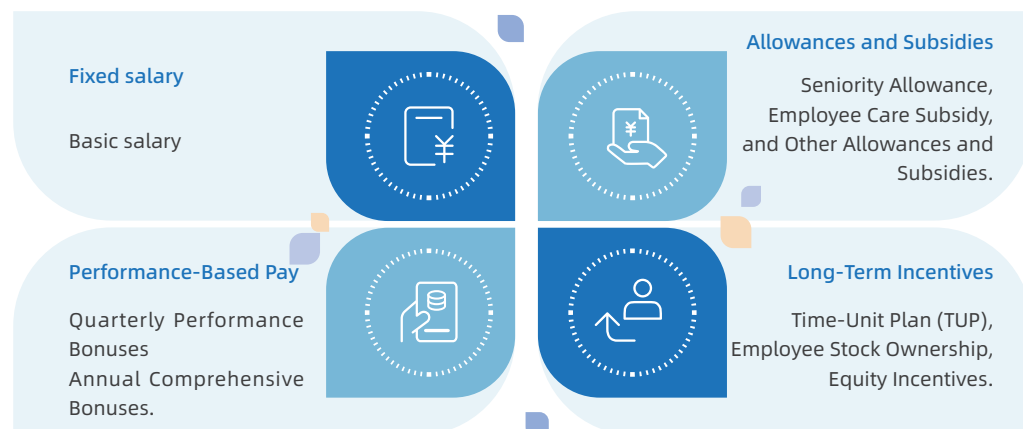 Fixed salary
Basic salary
Allowances and Subsidies
Seniority Allowance,
Employee Care Subsidy,
and Other Allowances and
Subsidies.
Performance-Based Pay
Quarterly Performance
Bonuses
Annual Comprehensive
Bonuses.
Long-Term Incentives
Time-Unit Plan (TUP),
Employee Stock Ownership,
Equity Incentives.